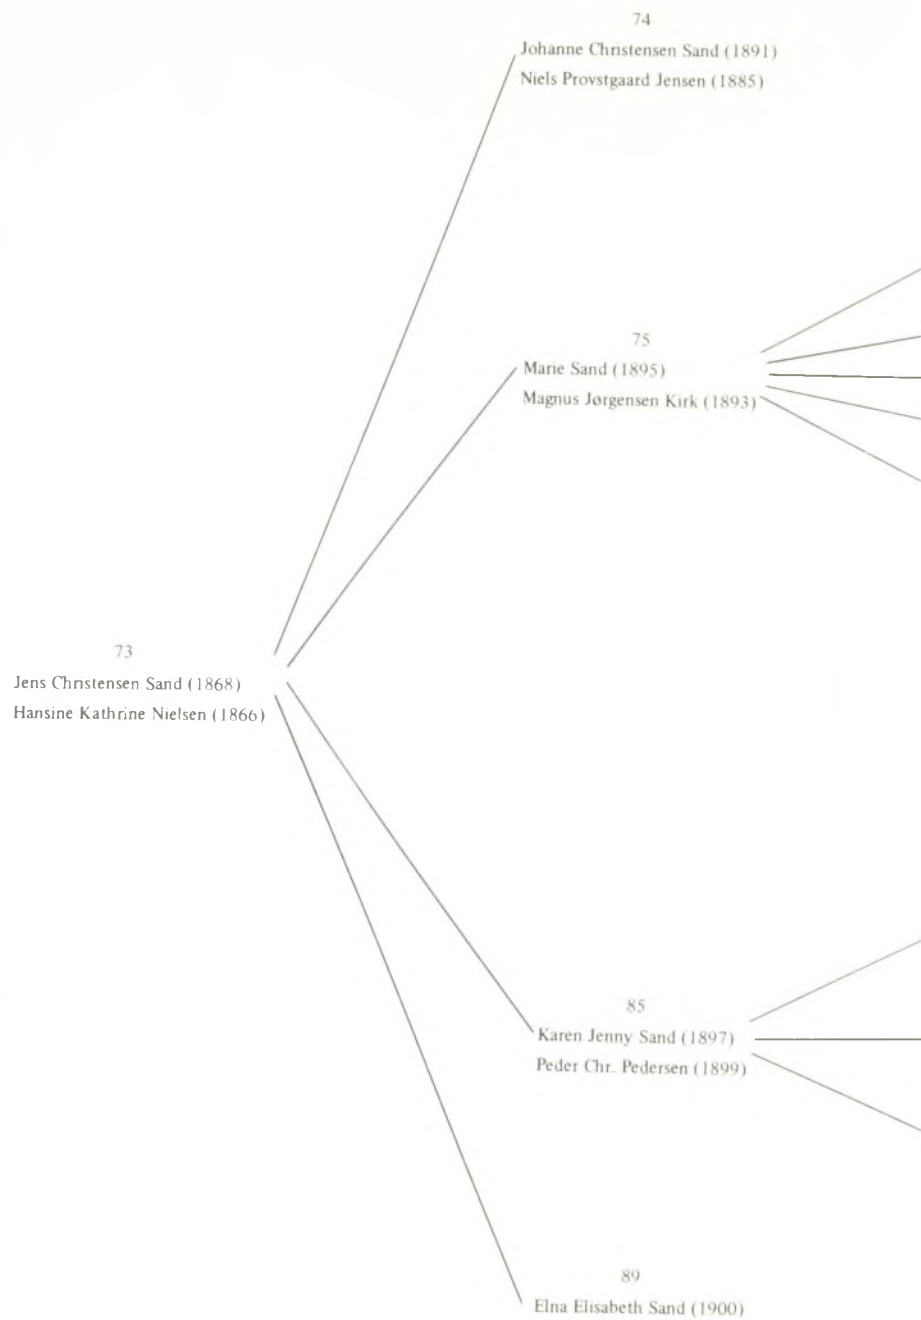 74
Johanne Christensen Sand (1891)
Niels Provstgaard Jensen (1885)
75
Marie Sand (1895)
Magnus Jørgensen Kirk (1893)
73
Jens Christensen Sand (1868)
Hansine Kathrine Nielsen (1866)
85
Karen Jenny Sand (1897)
Peder Chr. Pedersen (1899)
89
Elna Elisabeth Sand (1900)